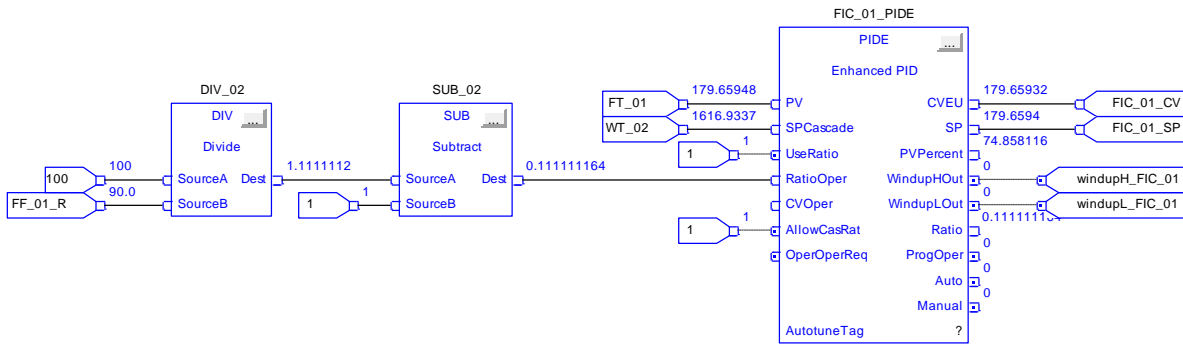 FIC_01_PIDE
PIDE
...
Enhanced PID
DIV_02
DIV
...
Divide
100
100
SourceA
Dest
1.1111112
FF_01_R
90.0
SourceB
SUB_02
SUB
...
Subtract
SourceA
Dest
0.111111164
1
1
SourceB
FT_01
179.65948
PV
WT_02
1616.9337
SPCascade
1
1
UseRatio
RatioOper
CVOper
1
1
AllowCasRat
OperOperReq
AutotuneTag
?
CVEU
179.65932
FIC_01_CV
SP
179.6594
FIC_01_SP
PVPercent
74.858116
WindupHOut
0
windupH_FIC_01
WindupLOut
0
windupL_FIC_01
Ratio
0.111111164
ProgOper
0
Auto
0
Manual
0